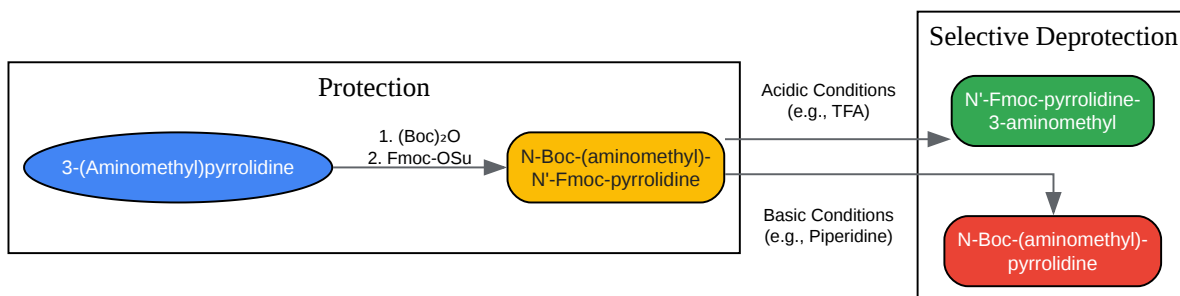 Protection
3-(Aminomethyl)pyrrolidine
1. (Boc)₂O
2. Fmoc-OSu
N-Boc-(aminomethyl)-
N'-Fmoc-pyrrolidine
Acidic Conditions
(e.g., TFA)
Basic Conditions
(e.g., Piperidine)
Selective Deprotection
N'-Fmoc-pyrrolidine-
3-aminomethyl
N-Boc-(aminomethyl)-
pyrrolidine